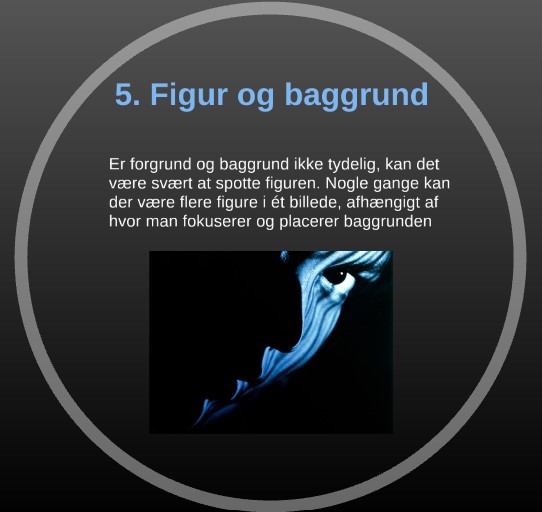 5. Figur og baggrund
Er forgrund og baggrund ikke tydelig, kan det
være svært at spotte figuren. Nogle gange kan
der være flere figure i ét billede, afhængigt af
hvor man fokuserer og placerer baggrunden